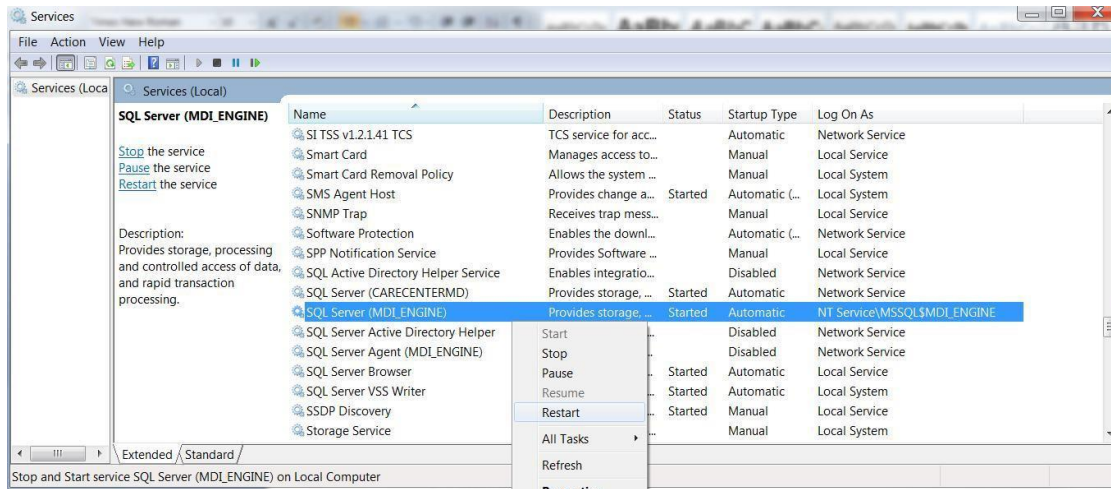 Services
File Action View Help
Services (Loca
Services (Local)
SQL Server (MDI_ENGINE)
Stop the service
Pause the service
Restart the service
Description:
Provides storage, processing
and controlled access of data,
and rapid transaction
processing.
Name Description Status Startup Type Log On As
SI TSS v1.2.1.41 TCS TCS service for acc... Automatic Network Service
Smart Card Manages access to... Manual Local Service
Smart Card Removal Policy Allows the system ... Manual Local System
SMS Agent Host Provides change a... Started Automatic (... Local System
SNMP Trap Receives trap mess... Manual Local Service
Software Protection Enables the downl... Automatic (... Network Service
SPP Notification Service Provides Software ... Manual Local Service
SQL Active Directory Helper Service Enables integratio... Disabled Network Service
SQL Server (CARECENTERMD) Provides storage, ... Started Automatic Network Service
SQL Server (MDI_ENGINE) Provides storage, ... Started Automatic NT Service\MSSQL$MDI_ENGINE
SQL Server Active Directory Helper Disabled Network Service
SQL Server Agent (MDI_ENGINE) Disabled Network Service
SQL Server Browser Started Automatic Local Service
SQL Server VSS Writer Started Automatic Local System
SSDP Discovery Started Manual Local Service
Storage Service Manual Local System
Start
Stop
Pause
Resume
Restart
All Tasks
Refresh
Extended Standard
Stop and Start service SQL Server (MDI_ENGINE) on Local Computer